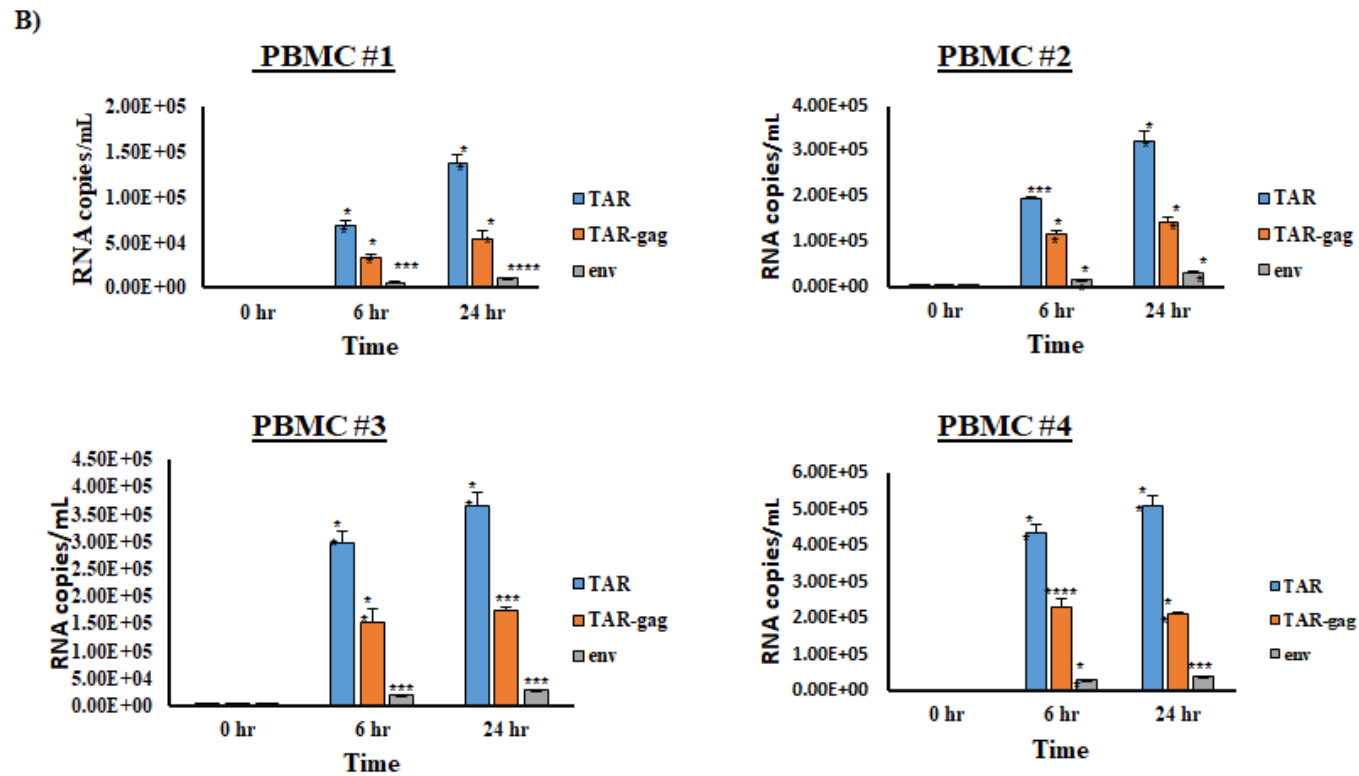 B)
PBMC #1
RNA copies/mL
2.00E+05
1.50E+05
1.00E+05
5.00E+04
0.00E+00
*
*
*
*
***
*
*
*
*
****
0 hr 6 hr 24 hr
Time
TAR
TAR-gag
env
PBMC #2
RNA copies/mL
4.00E+05
3.00E+05
2.00E+05
1.00E+05
0.00E+00
***
*
*
*
*
*
*
*
*
*
*
0 hr 6 hr 24 hr
Time
TAR
TAR-gag
env
PBMC #3
RNA copies/mL
4.50E+05
4.00E+05
3.50E+05
3.00E+05
2.50E+05
2.00E+05
1.50E+05
1.00E+05
5.00E+04
0.00E+00
*
*
*
*
***
*
*
***
***
0 hr 6 hr 24 hr
Time
TAR
TAR-gag
env
PBMC #4
RNA copies/mL
6.00E+05
5.00E+05
4.00E+05
3.00E+05
2.00E+05
1.00E+05
0.00E+00
*
*
****
*
*
*
*
*
*
***
0 hr 6 hr 24 hr
Time
TAR
TAR-gag
env